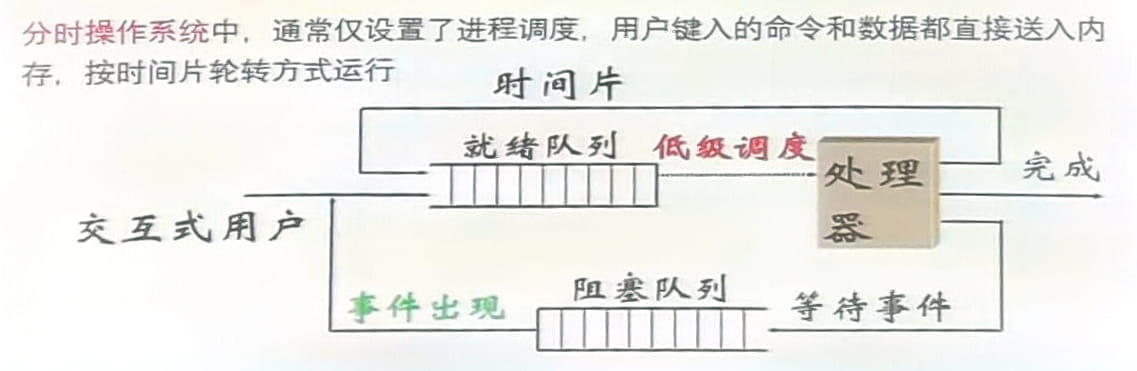 分时操作系统中，通常仅设置了进程调度，用户键入的命令和数据都直接送入内
存，按时间片轮转方式运行
时间片
就绪队列
低级调度
处理
器
完成
交互式用户
事件出现
阻塞队列
等待事件